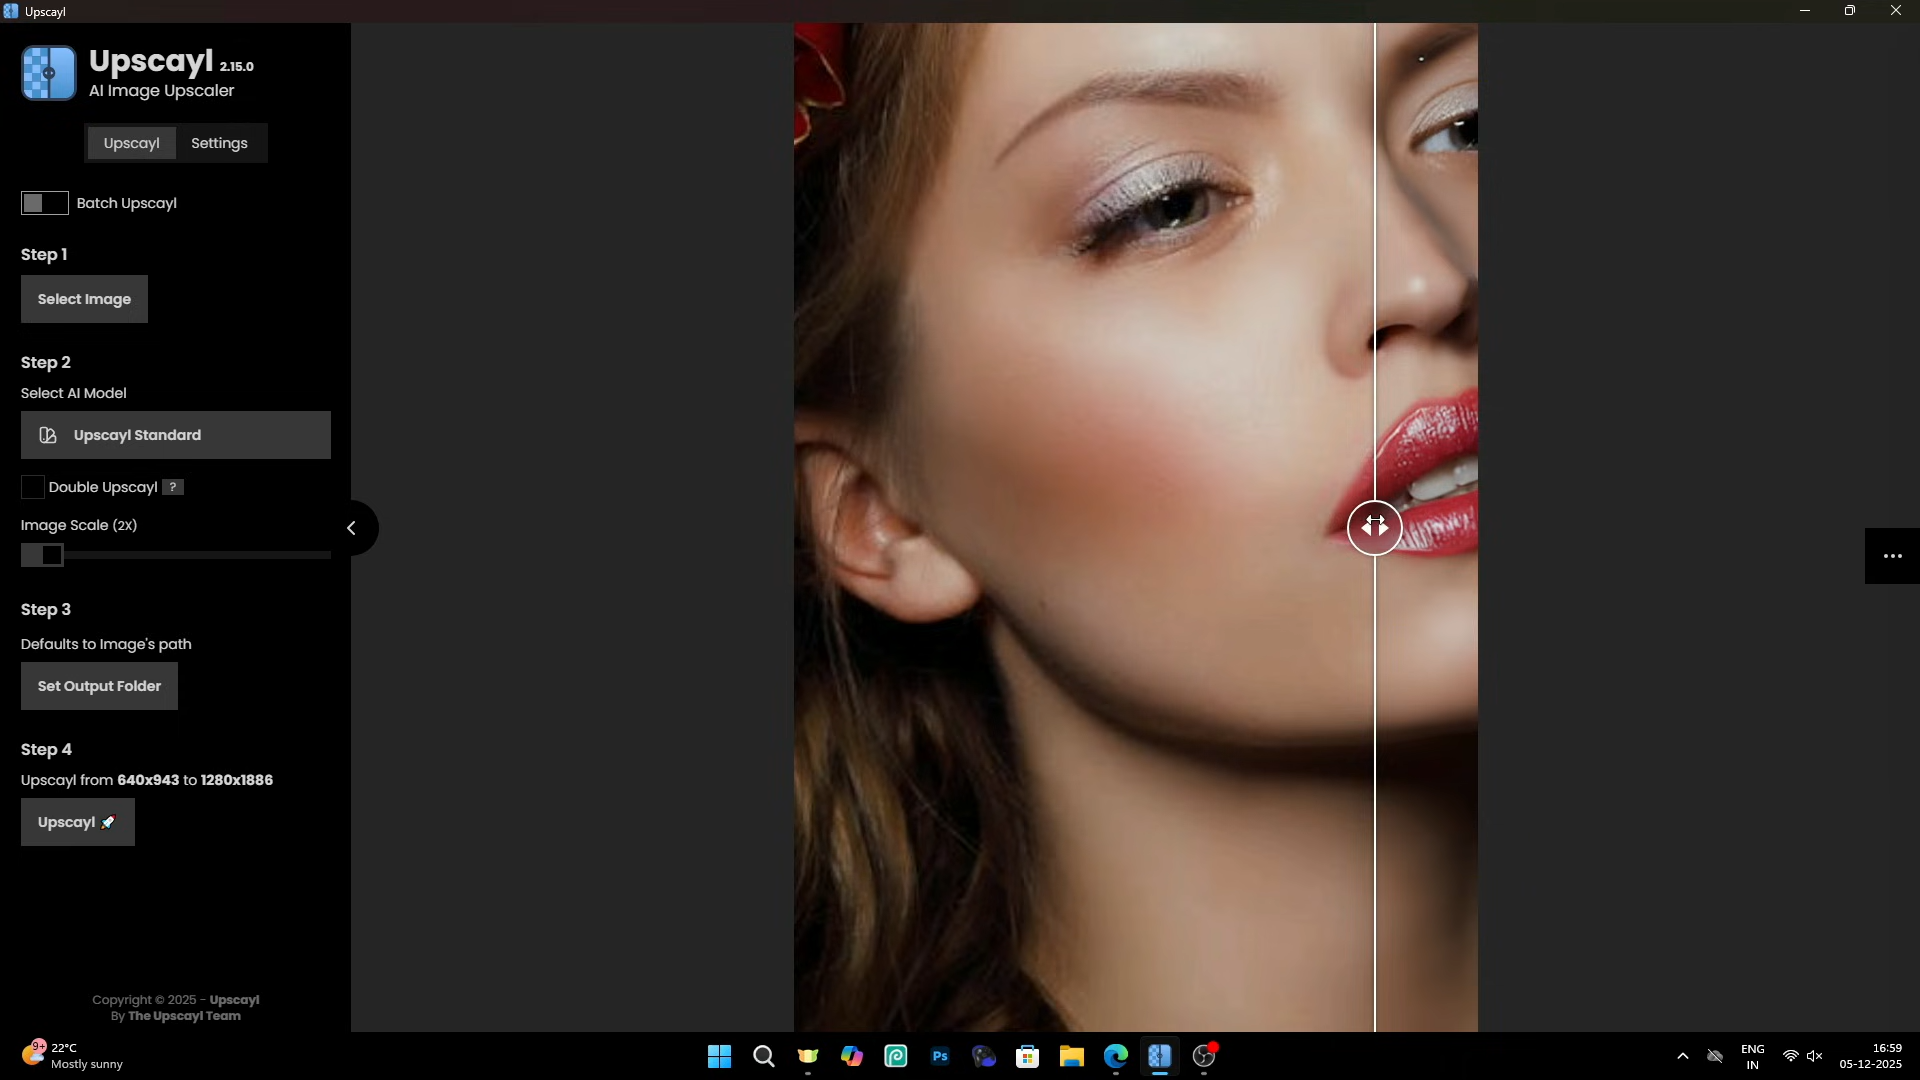 Upscayl
Upscayl 2.15.0
AI Image Upscaler
Upscayl Settings
Batch Upscayl
Step 1
Select Image
Step 2
Select AI Model
Upscayl Standard
Double Upscayl ?
Image Scale (2X)
Step 3
Defaults to Image's path
Set Output Folder
Step 4
Upscayl from 640x943 to 1280x1886
Upscayl 🚀
Copyright © 2025 - Upscayl
By The Upscayl Team
9+
22°C
Mostly sunny
Ps
ENG
IN
16:59
05-12-2025